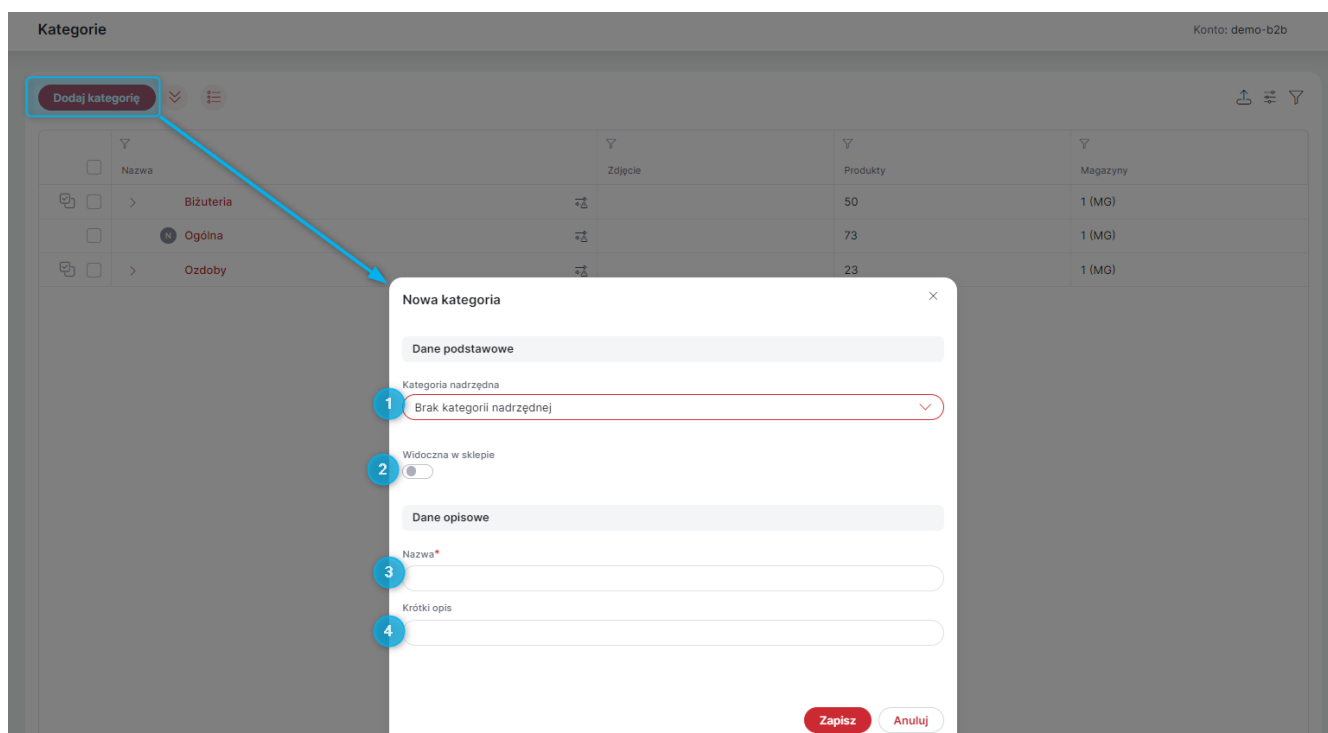 Kategorie Konto: demo-b2b
Dodaj kategorię
Nazwa Zdjęcie Produkty Magazyny
Biżuteria 50 1 (MG)
N Ogólna 73 1 (MG)
Ozdoby 23 1 (MG)
Nowa kategoria
Dane podstawowe
Kategoria nadrzędna
1 Brak kategorii nadrzędnej
Widoczna w sklepie
2
Dane opisowe
Nazwa*
3
Krótki opis
4
Zapisz Anuluj